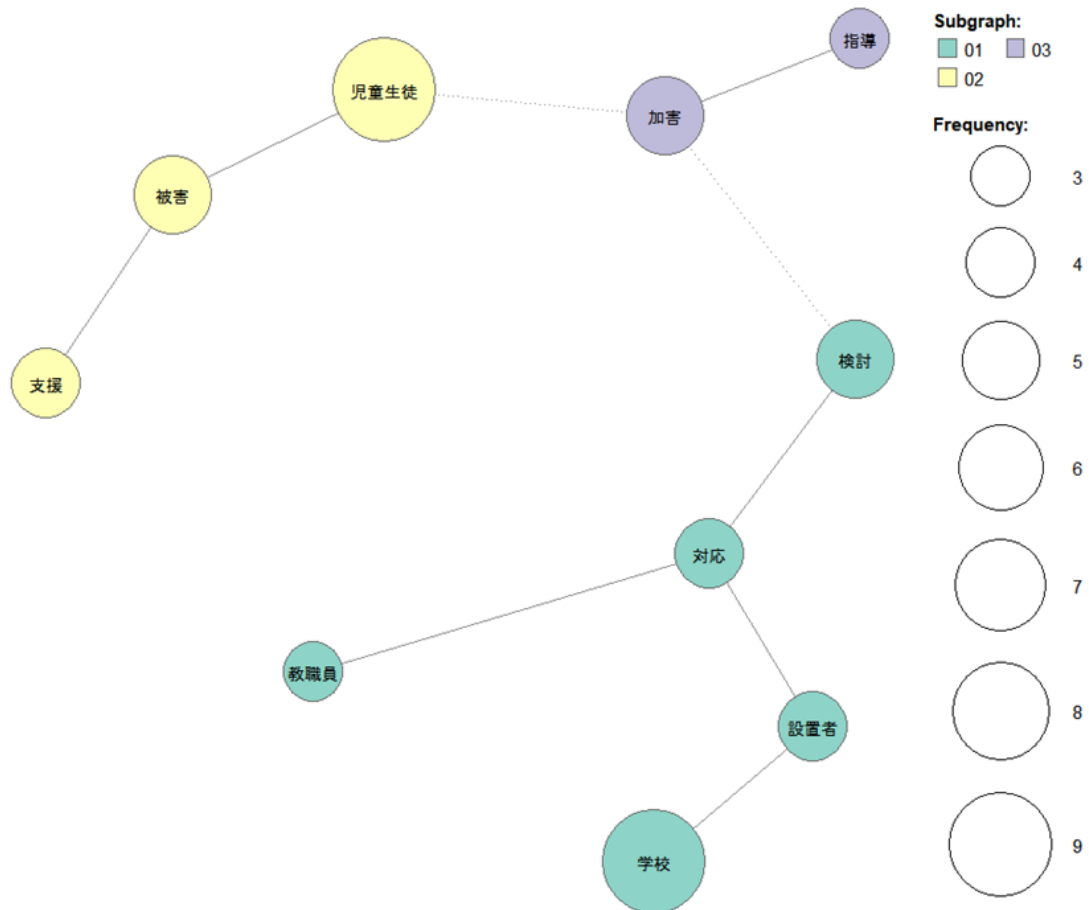 児童生徒
加害
指導
被害
支援
検討
対応
教職員
設置者
学校
Subgraph:
01 03
02
Frequency:
3
4
5
6
7
8
9